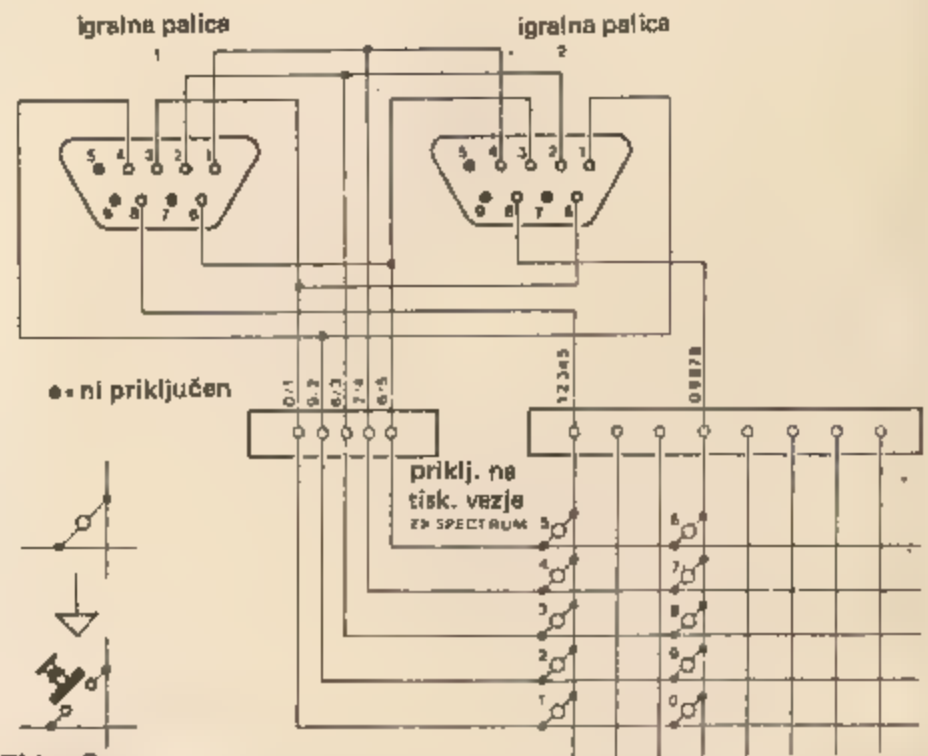 igralna palica
1
igralna palica
2
5 4 3 2 1
9 8 7 6
5 4 3 2 1
9 8 7 6
●= ni priključen
0/1
9/2
8/3
7/4
6/5
12345
09876
priklj. na
tisk. vezje
ZX SPECTRUM
5 6
4 7
3 8
2 9
1 0